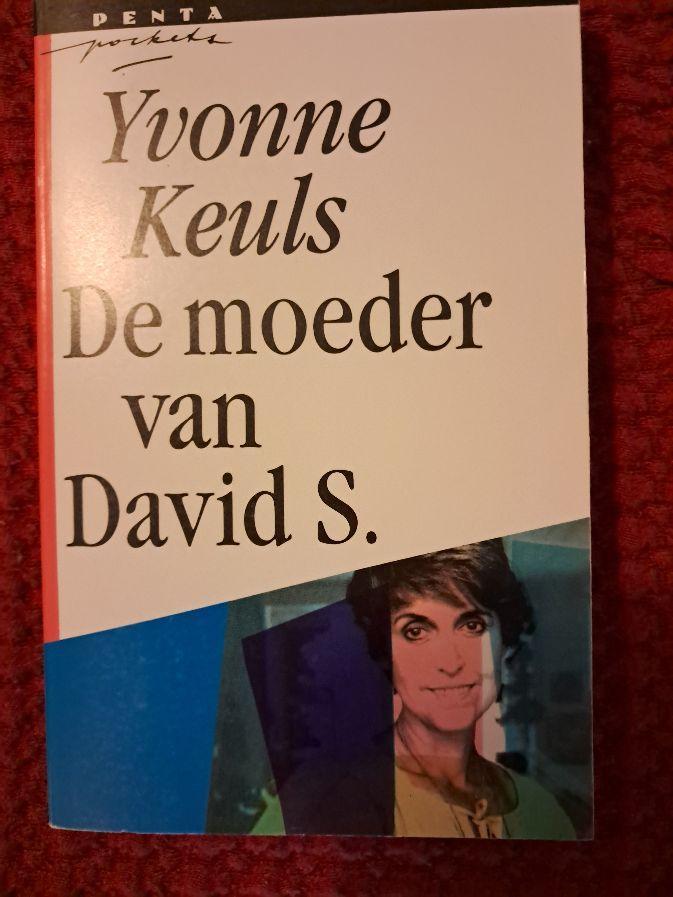 PENTA
pockets
Yvonne
Keuls
De moeder
van
David S.